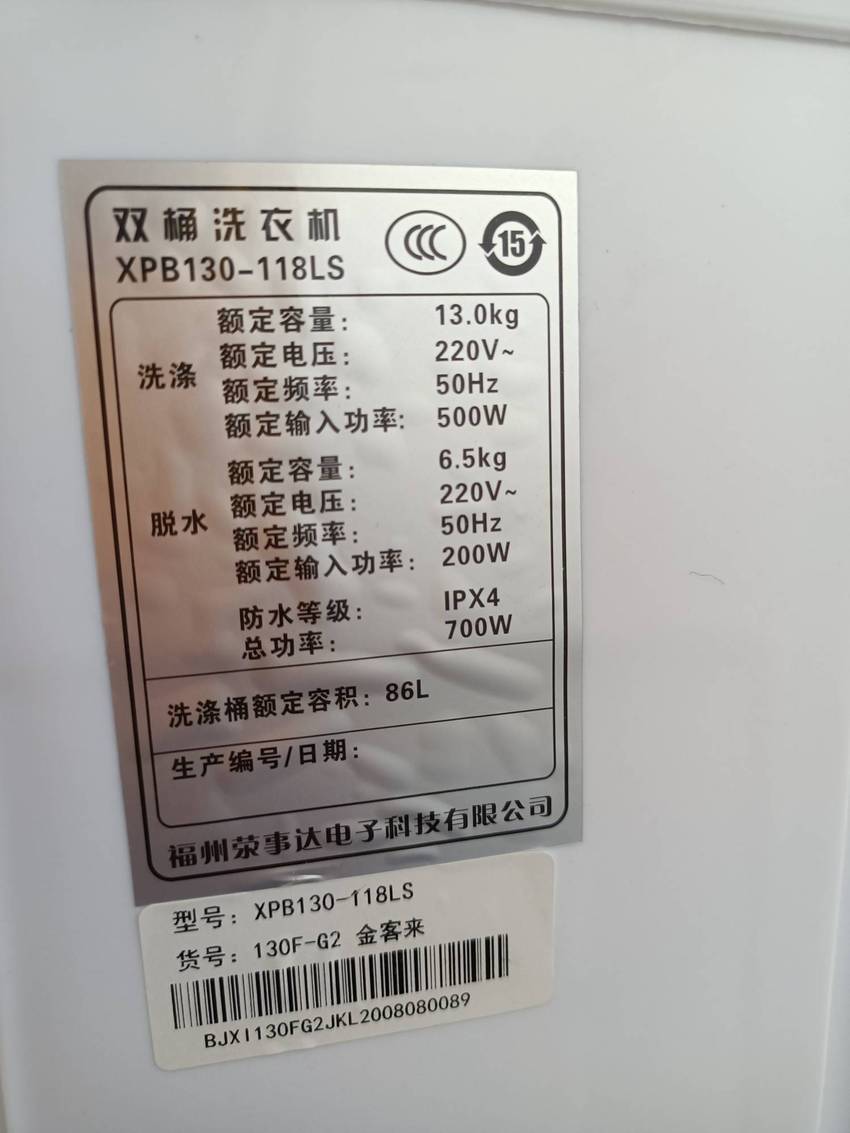 双桶洗衣机
XPB130-118LS
CCC
15
洗涤
额定容量: 13.0kg
额定电压: 220V~
额定频率: 50Hz
额定输入功率: 500W
脱水
额定容量: 6.5kg
额定电压: 220V~
额定频率: 50Hz
额定输入功率: 200W
防水等级: IPX4
总功率: 700W
洗涤桶额定容积: 86L
生产编号/日期:
福州荣事达电子科技有限公司
型号: XPB130-118LS
货号: 130F-G2 金客来
BJXI130FG2JKL2008080089